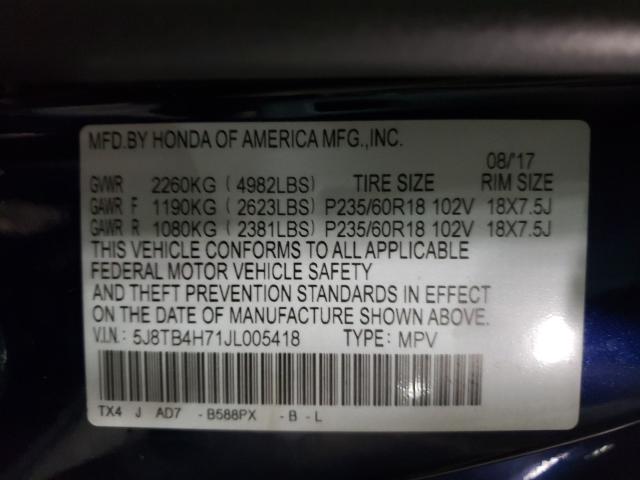 MFD.BY HONDA OF AMERICA MFG.,INC.
08/'17
GVWR 2260KG ( 4982LBS) TIRE SIZE RIM SIZE
GAWR F 1190KG ( 2623LBS) P235/60R18 102V 18X7.5J
GAWR R 1080KG ( 2381LBS) P235/60R18 102V 18X7.5J
THIS VEHICLE CONFORMS TO ALL APPLICABLE
FEDERAL MOTOR VEHICLE SAFETY
AND THEFT PREVENTION STANDARDS IN EFFECT
ON THE DATE OF MANUFACTURE SHOWN ABOVE.
V.I.N.: 5J8TB4H71JL005418 TYPE: MPV
TX4 J AD7 - B588PX - B - L